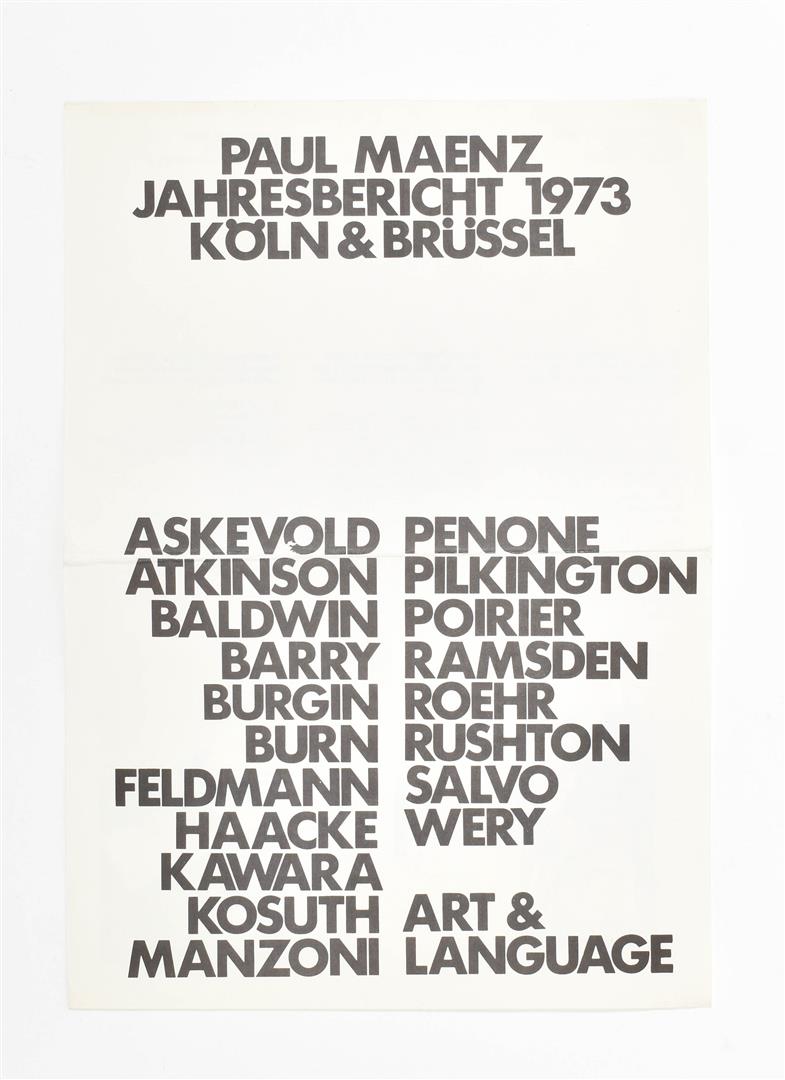 PAUL MAENZ
JAHRESBERICHT 1973
KÖLN & BRÜSSEL
ASKEVOLD
ATKINSON
BALDWIN
BARRY
BURGIN
BURN
FELDMANN
HAACKE
KAWARA
KOSUTH
MANZONI
PENONE
PILKINGTON
POIRIER
RAMSDEN
ROEHR
RUSHTON
SALVO
WERY
ART &
LANGUAGE